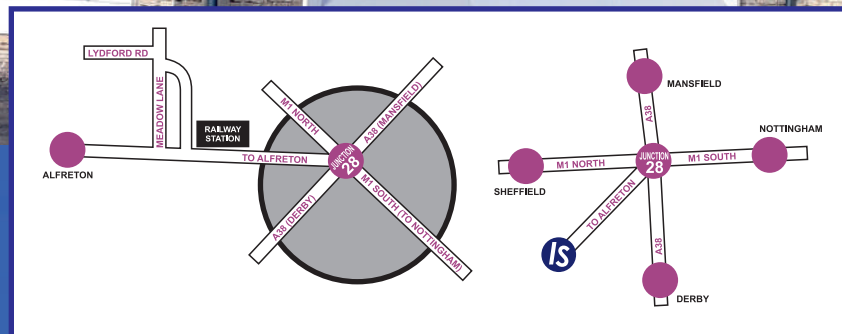 LYDFORD RD
MEADOW LANE
RAILWAY
STATION
ALFRETON
TO ALFRETON
M1 NORTH
A38 (MANSFIELD)
JUNCTION
28
A38 (DERBY)
M1 SOUTH (TO NOTTINGHAM)
MANSFIELD
A38
NOTTINGHAM
M1 NORTH
JUNCTION
28
M1 SOUTH
SHEFFIELD
TO ALFRETON
IS
A38
DERBY